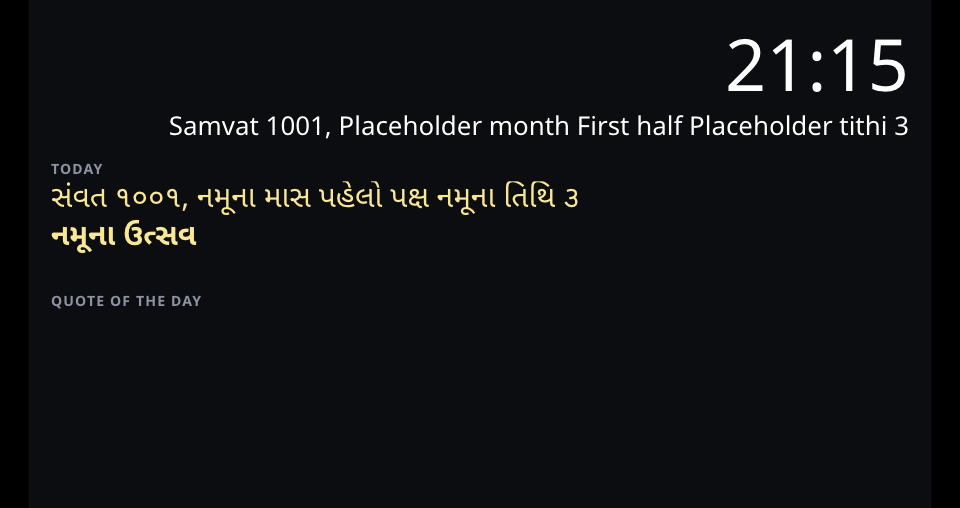 21:15
Samvat 1001, Placeholder month First half Placeholder tithi 3
TODAY
સંવત ૧૦૦૧, નમૂના માસ પહેલો પક્ષ નમૂના તિથિ ૩
નમૂના ઉત્સવ
QUOTE OF THE DAY